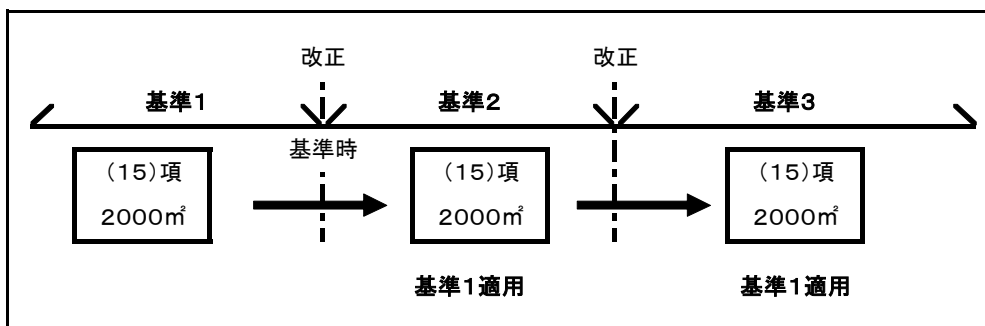 改正 改正
基準1 基準2 基準3
基準時
(15)項 (15)項 (15)項
2000㎡ 2000㎡ 2000㎡
基準1適用 基準1適用